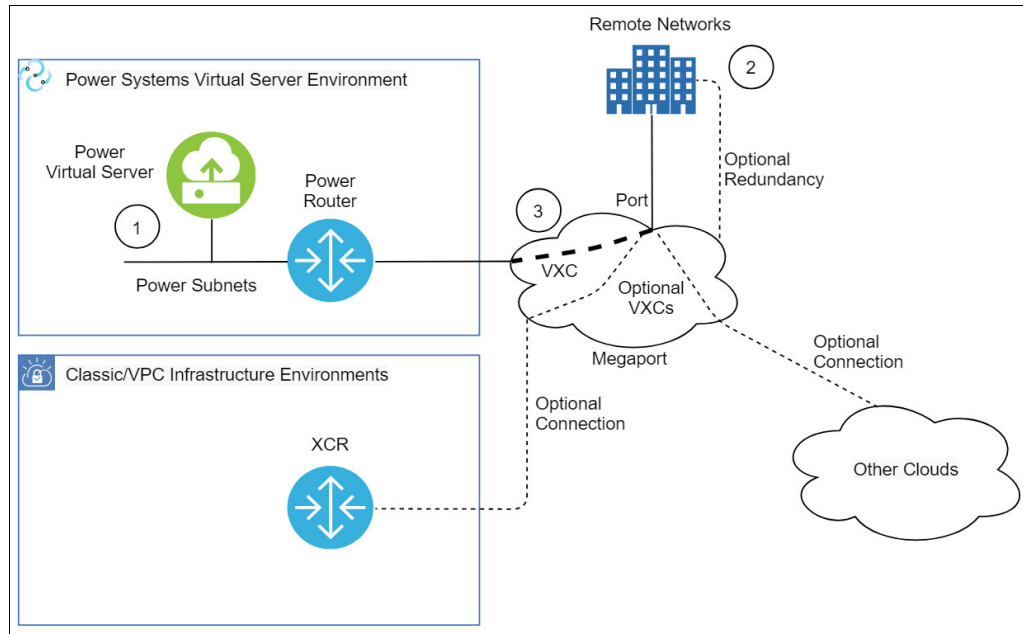 Remote Networks
2
Power Systems Virtual Server Environment
Power
Virtual Server
Power
Router
1
Power Subnets
Optional
Redundancy
3
Port
VXC
Optional
VXCs
Megaport
Optional
Connection
Other Clouds
Classic/VPC Infrastructure Environments
Optional
Connection
XCR